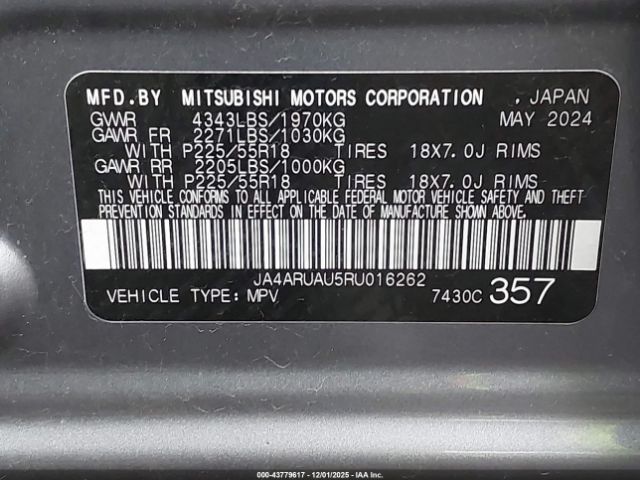 MFD.BY MITSUBISHI MOTORS CORPORATION , JAPAN
GVWR 4343LBS/1970KG MAY 2024
GAWR FR 2271LBS/1030KG
WITH P225/55R18 TIRES 18X7.0J RIMS
GAWR RR 2205LBS/1000KG
WITH P225/55R18 TIRES 18X7.0J RIMS
THIS VEHICLE CONFORMS TO ALL APPLICABLE FEDERAL MOTOR VEHICLE SAFETY AND THEFT
PREVENTION STANDARDS IN EFFECT ON THE DATE OF MANUFACTURE SHOWN ABOVE.
JA4ARUAU5RU016262
VEHICLE TYPE: MPV 7430C 357
000-43779617 - 12/01/2025 - IAA Inc.